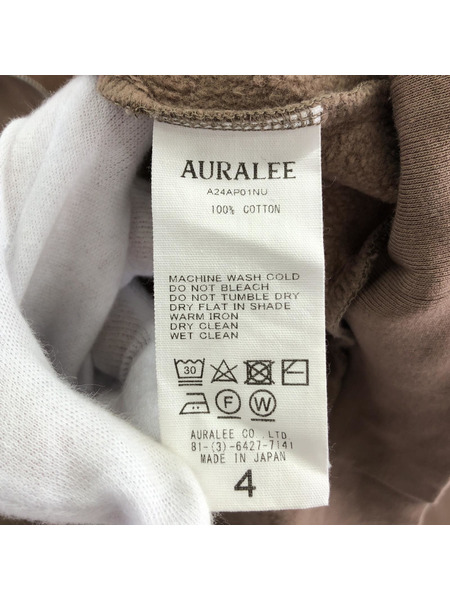 AURALEE
A24AP01NU
100% COTTON
MACHINE WASH COLD
DO NOT BLEACH
DO NOT TUMBLE DRY
DRY FLAT IN SHADE
WARM IRON
DRY CLEAN
WET CLEAN
30
F W
AURALEE CO., LTD
81-(3)-6427-7141
MADE IN JAPAN
4